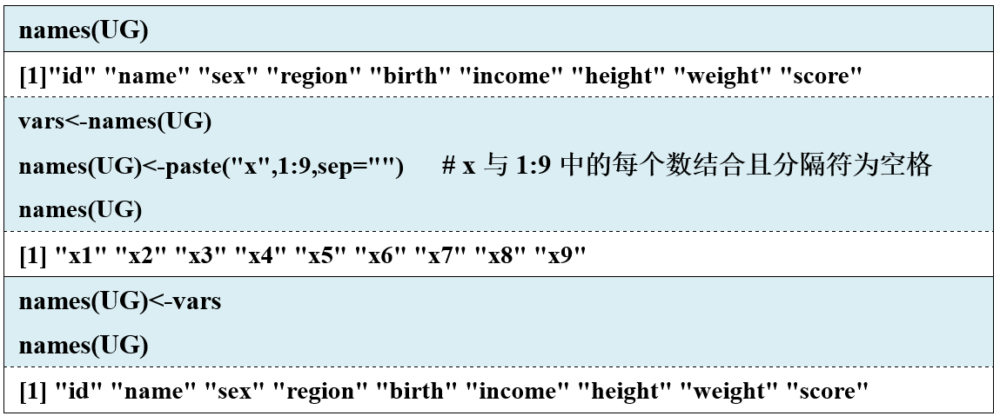 names(UG)
[1]"id" "name" "sex" "region" "birth" "income" "height" "weight" "score"
vars<-names(UG)
names(UG)<-paste("x",1:9,sep="") # x 与 1:9 中的每个数结合且分隔符为空格
names(UG)
[1] "x1" "x2" "x3" "x4" "x5" "x6" "x7" "x8" "x9"
names(UG)<-vars
names(UG)
[1] "id" "name" "sex" "region" "birth" "income" "height" "weight" "score"